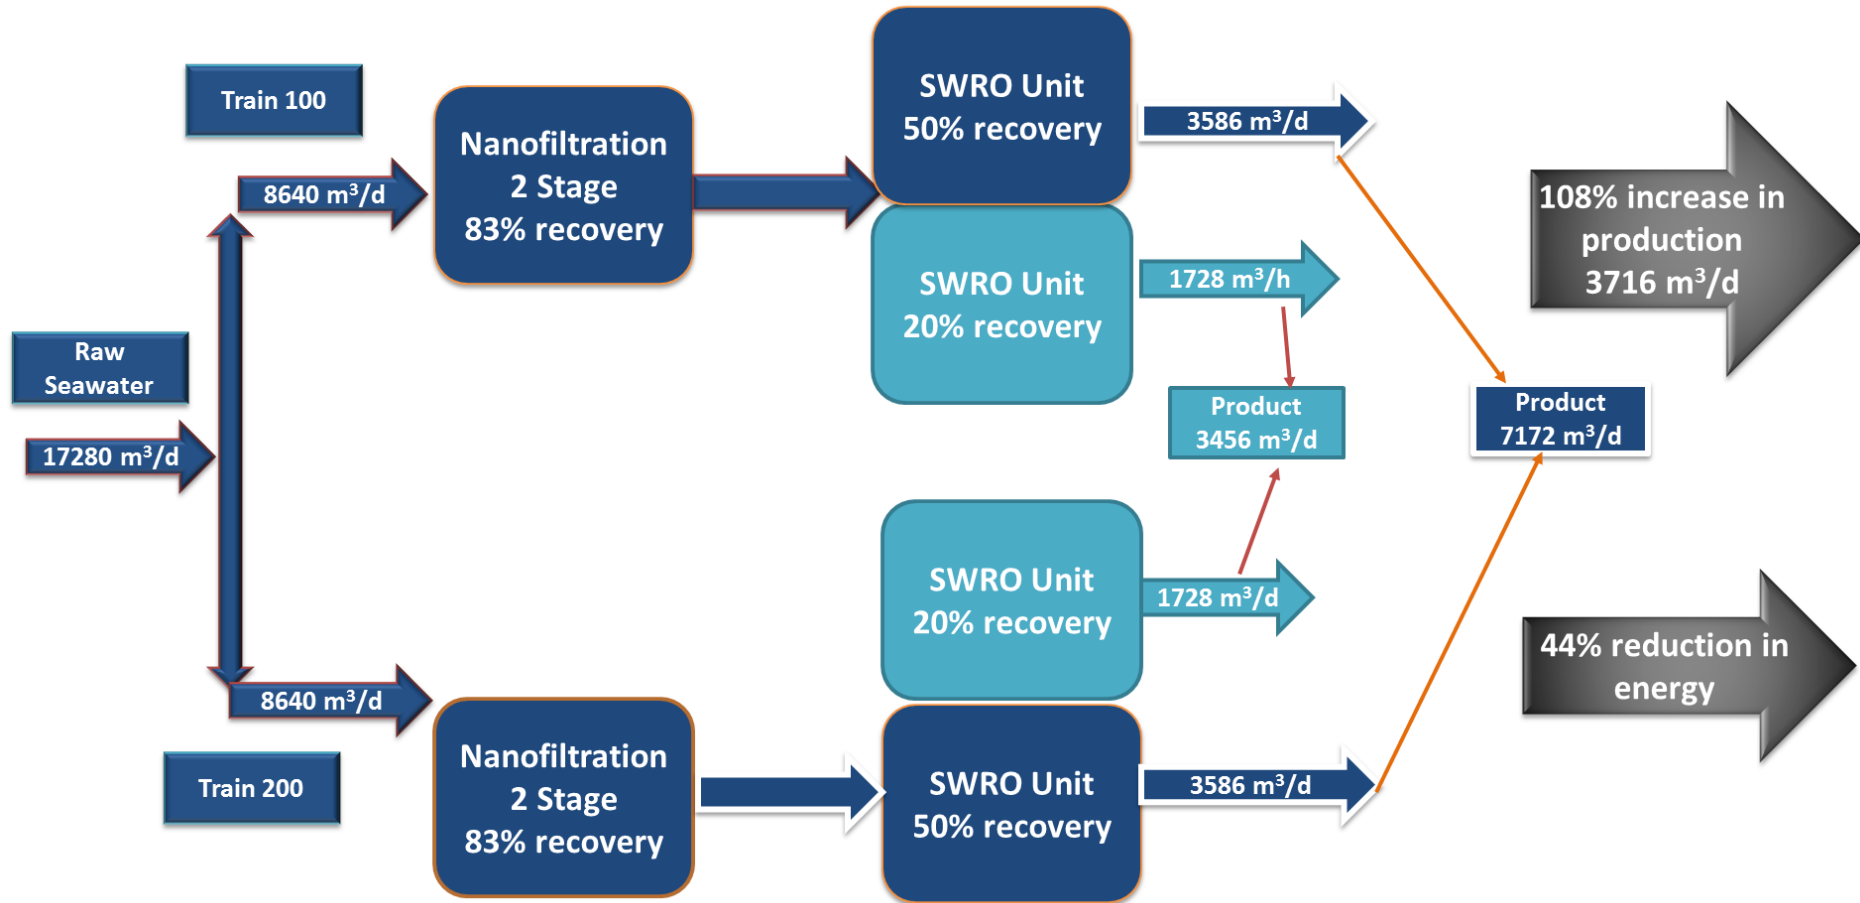 Train 100
8640 m³/d
Nanofiltration
2 Stage
83% recovery
SWRO Unit
50% recovery
3586 m³/d
SWRO Unit
20% recovery
1728 m³/h
108% increase in
production
3716 m³/d
Raw
Seawater
17280 m³/d
Product
3456 m³/d
Product
7172 m³/d
SWRO Unit
20% recovery
1728 m³/d
44% reduction in
energy
8640 m³/d
Train 200
Nanofiltration
2 Stage
83% recovery
SWRO Unit
50% recovery
3586 m³/d